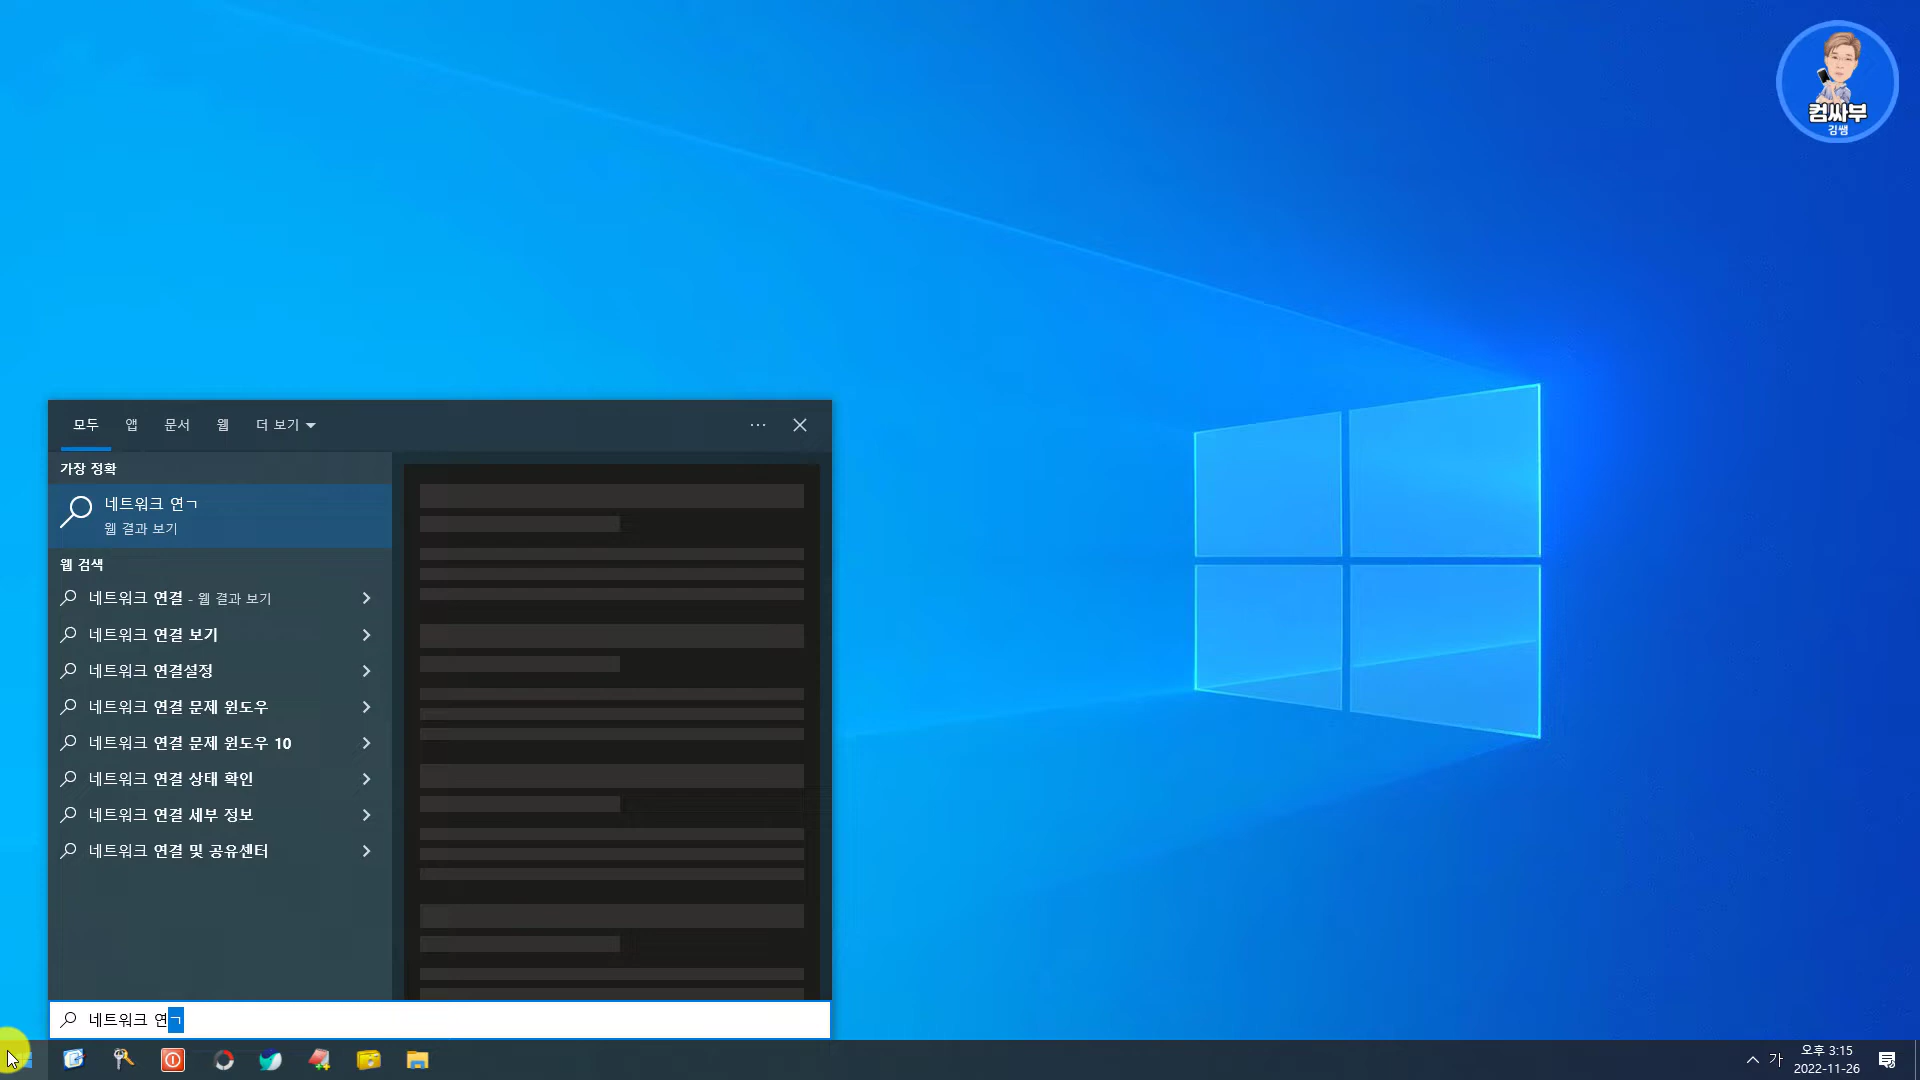 컴싸부
김쌤
모두 앱 문서 웹 더 보기 ···
가장 정확
네트워크 연ㄱ
웹 결과 보기
웹 검색
네트워크 연결 - 웹 결과 보기
네트워크 연결 보기
네트워크 연결설정
네트워크 연결 문제 윈도우
네트워크 연결 문제 윈도우 10
네트워크 연결 상태 확인
네트워크 연결 세부 정보
네트워크 연결 및 공유센터
네트워크 연ㄱ
가
오후 3:15
2022-11-26